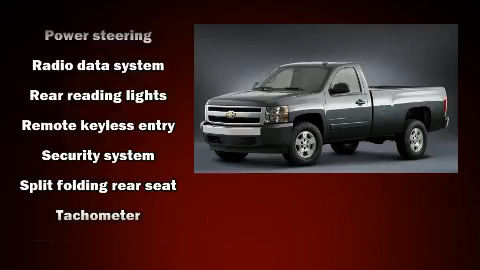 Power steering
Radio data system
Rear reading lights
Remote keyless entry
Security system
Split folding rear seat
Tachometer